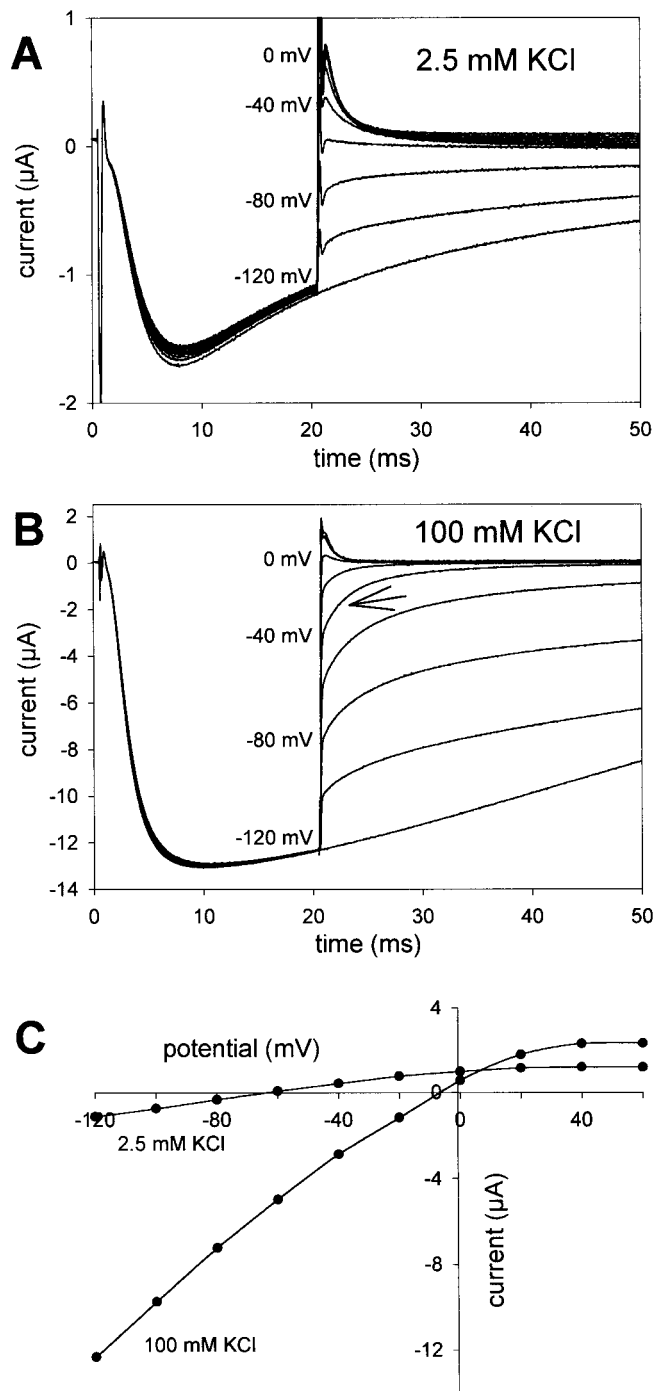 A
2.5 mM KCl
current (µA)
1
0
-1
-2
0 mV
-40 mV
-80 mV
-120 mV
0 10 20 30 40 50
time (ms)
B
100 mM KCl
current (µA)
2
0
-2
-4
-6
-8
-10
-12
-14
0 mV
-40 mV
-80 mV
-120 mV
0 10 20 30 40 50
time (ms)
C
potential (mV)
4
0
-4
-8
-12
-120 -80 -40 0 40
2.5 mM KCl
100 mM KCl
current (µA)